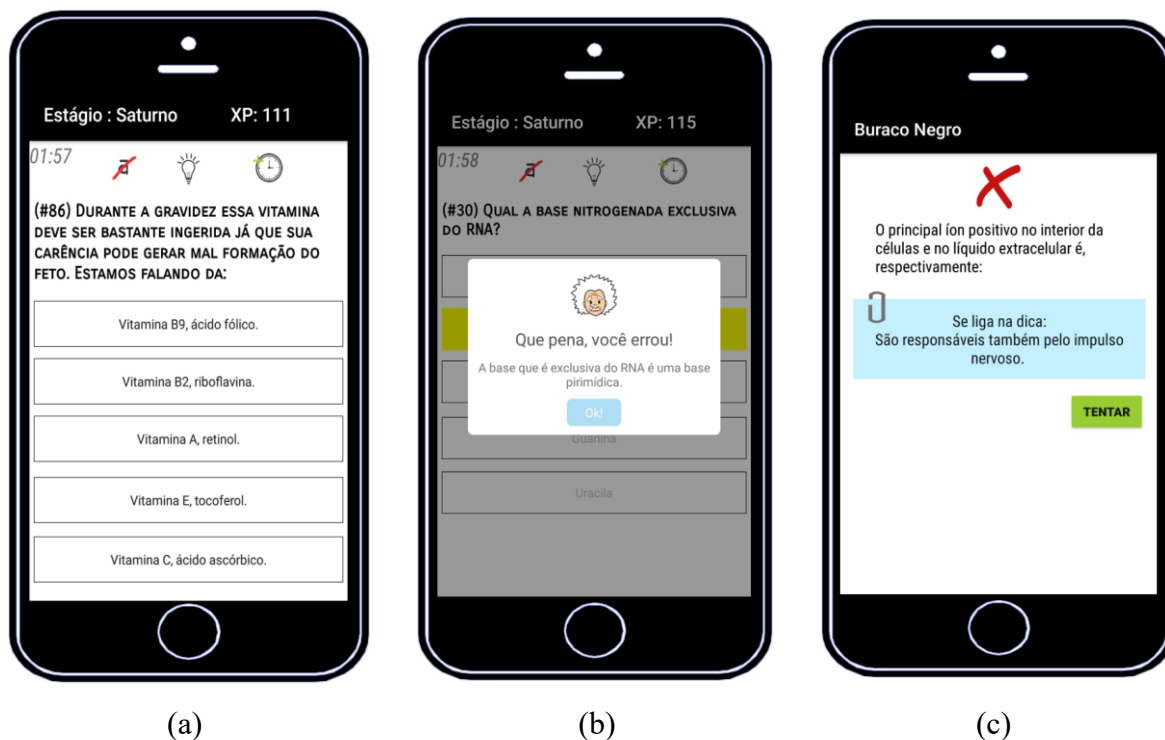 Estágio : Saturno XP: 111
01:57
(#86) DURANTE A GRAVIDEZ ESSA VITAMINA
DEVE SER BASTANTE INGERIDA JÁ QUE SUA
CARÊNCIA PODE GERAR MAL FORMAÇÃO DO
FETO. ESTAMOS FALANDO DA:
Vitamina B9, ácido fólico.
Vitamina B2, riboflavina.
Vitamina A, retinol.
Vitamina E, tocoferol.
Vitamina C, ácido ascórbico.
(a)
Estágio : Saturno XP: 115
01:58
(#30) QUAL A BASE NITROGENADA EXCLUSIVA
DO RNA?
Que pena, você errou!
A base que é exclusiva do RNA é uma base
pirimídica.
Ok!
Guanina
Uracila
(b)
Buraco Negro
O principal íon positivo no interior da
células e no líquido extracelular é,
respectivamente:
Se liga na dica:
São responsáveis também pelo impulso
nervoso.
TENTAR
(c)